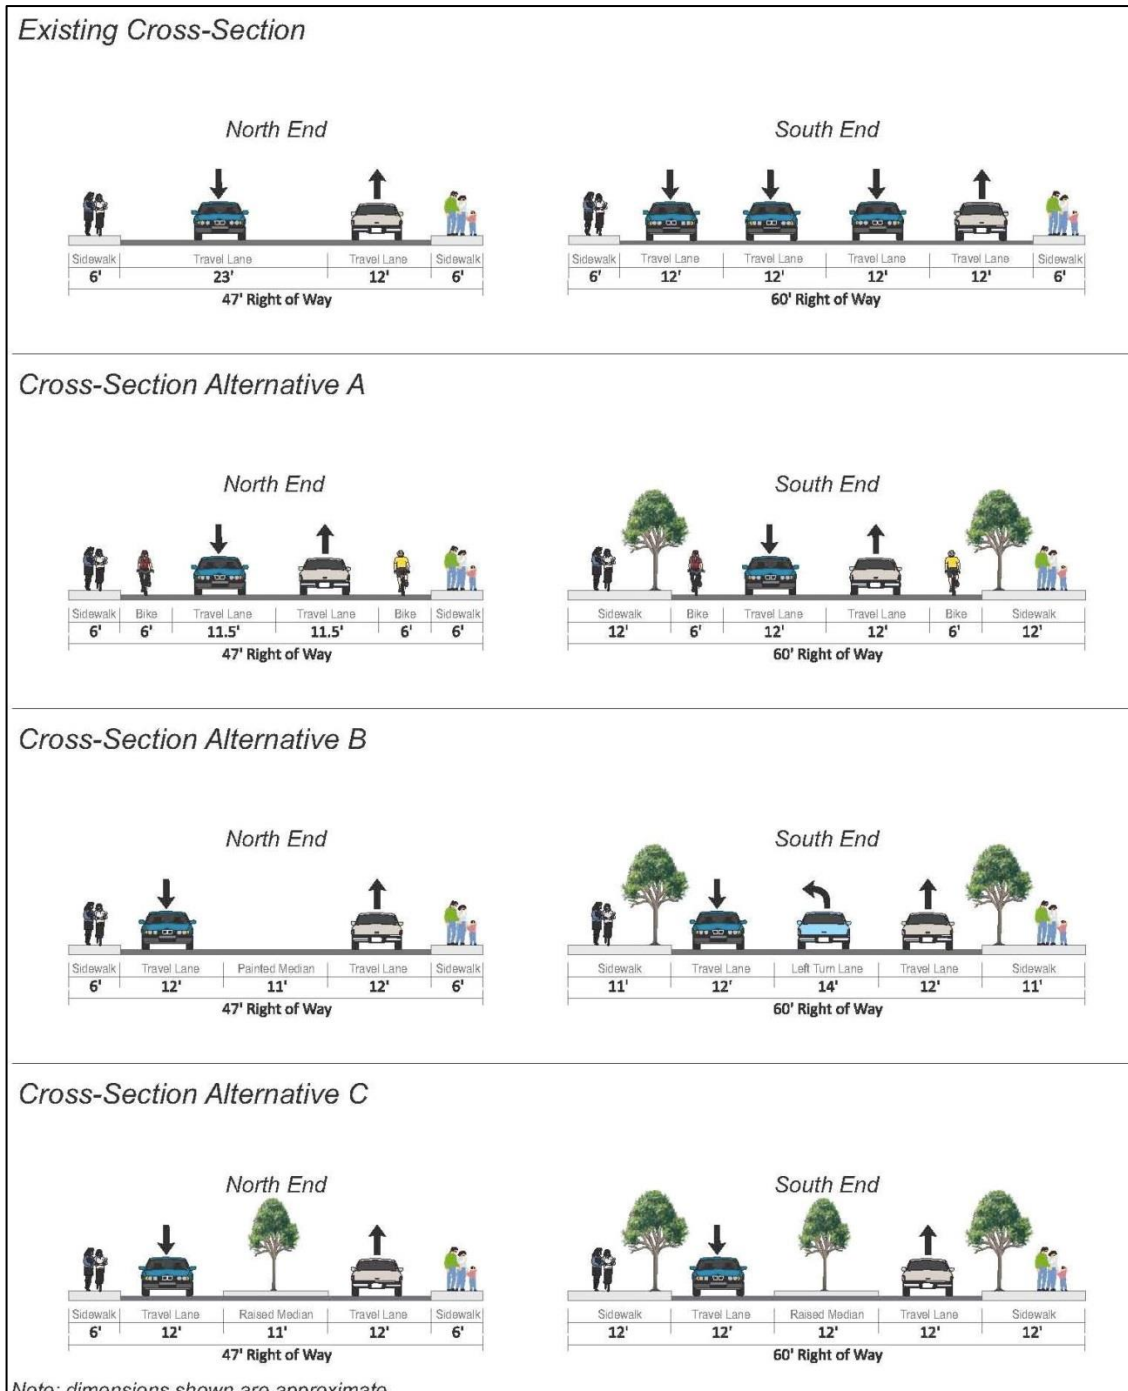 Existing Cross-Section
North End
South End
Sidewalk Travel Lane Travel Lane Sidewalk
6' 23' 12' 6'
47' Right of Way
Sidewalk Travel Lane Travel Lane Travel Lane Travel Lane Sidewalk
6' 12' 12' 12' 12' 6'
60' Right of Way
Cross-Section Alternative A
North End
South End
Sidewalk Bike Travel Lane Travel Lane Bike Sidewalk
6' 6' 11.5' 11.5' 6' 6'
47' Right of Way
Sidewalk Bike Travel Lane Travel Lane Bike Sidewalk
12' 6' 12' 12' 6' 12'
60' Right of Way
Cross-Section Alternative B
North End
South End
Sidewalk Travel Lane Painted Median Travel Lane Sidewalk
6' 12' 11' 12' 6'
47' Right of Way
Sidewalk Travel Lane Left Turn Lane Travel Lane Sidewalk
11' 12' 14' 12' 11'
60' Right of Way
Cross-Section Alternative C
North End
South End
Sidewalk Travel Lane Raised Median Travel Lane Sidewalk
6' 12' 11' 12' 6'
47' Right of Way
Sidewalk Travel Lane Raised Median Travel Lane Sidewalk
12' 12' 12' 12' 12'
60' Right of Way
Note: dimensions shown are approximate